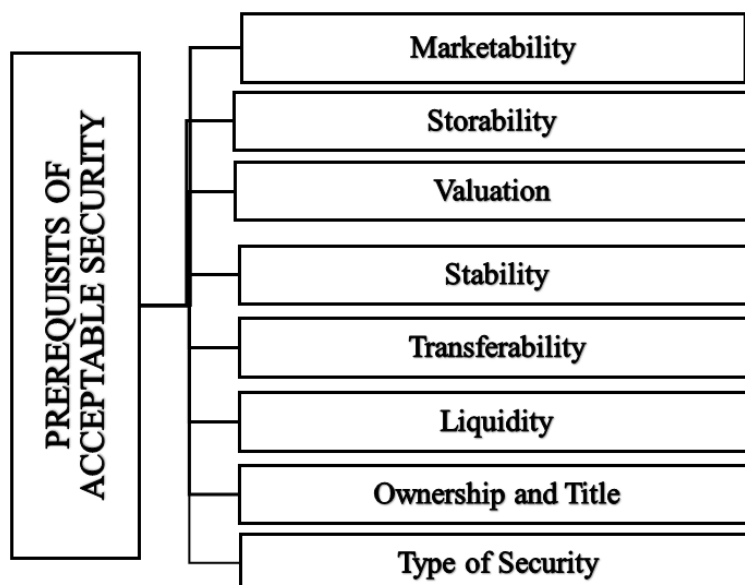 PREREQUISITS OF
ACCEPTABLE SECURITY
Marketability
Storability
Valuation
Stability
Transferability
Liquidity
Ownership and Title
Type of Security